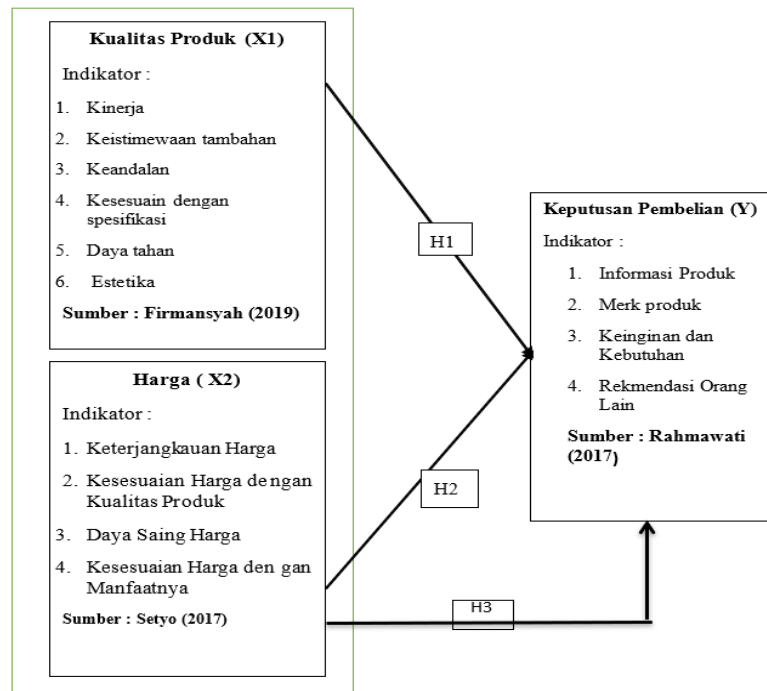 Kualitas Produk (X1)
Indikator :
1. Kinerja
2. Keistimewaan tambahan
3. Keandalan
4. Kesesuain dengan
spesifikasi
5. Daya tahan
6. Estetika
Sumber : Firmansyah (2019)
Harga ( X2)
Indikator :
1. Keterjangkauan Harga
2. Kesesuaian Harga dengan
Kualitas Produk
3. Daya Saing Harga
4. Kesesuaian Harga den gan
Manfaatnya
Sumber : Setyo (2017)
H1
H2
H3
Keputusan Pembelian (Y)
Indikator :
1. Informasi Produk
2. Merk produk
3. Keinginan dan
Kebutuhan
4. Rekmendasi Orang
Lain
Sumber : Rahmawati
(2017)